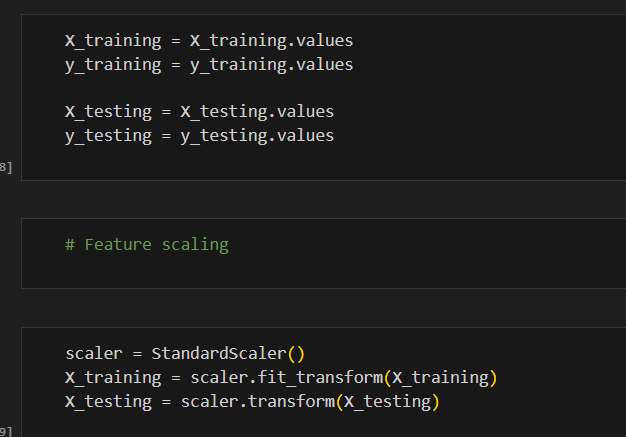 X_training = X_training.values
y_training = y_training.values
X_testing = X_testing.values
y_testing = y_testing.values
8]
# Feature scaling
scaler = StandardScaler()
X_training = scaler.fit_transform(X_training)
X_testing = scaler.transform(X_testing)
9]